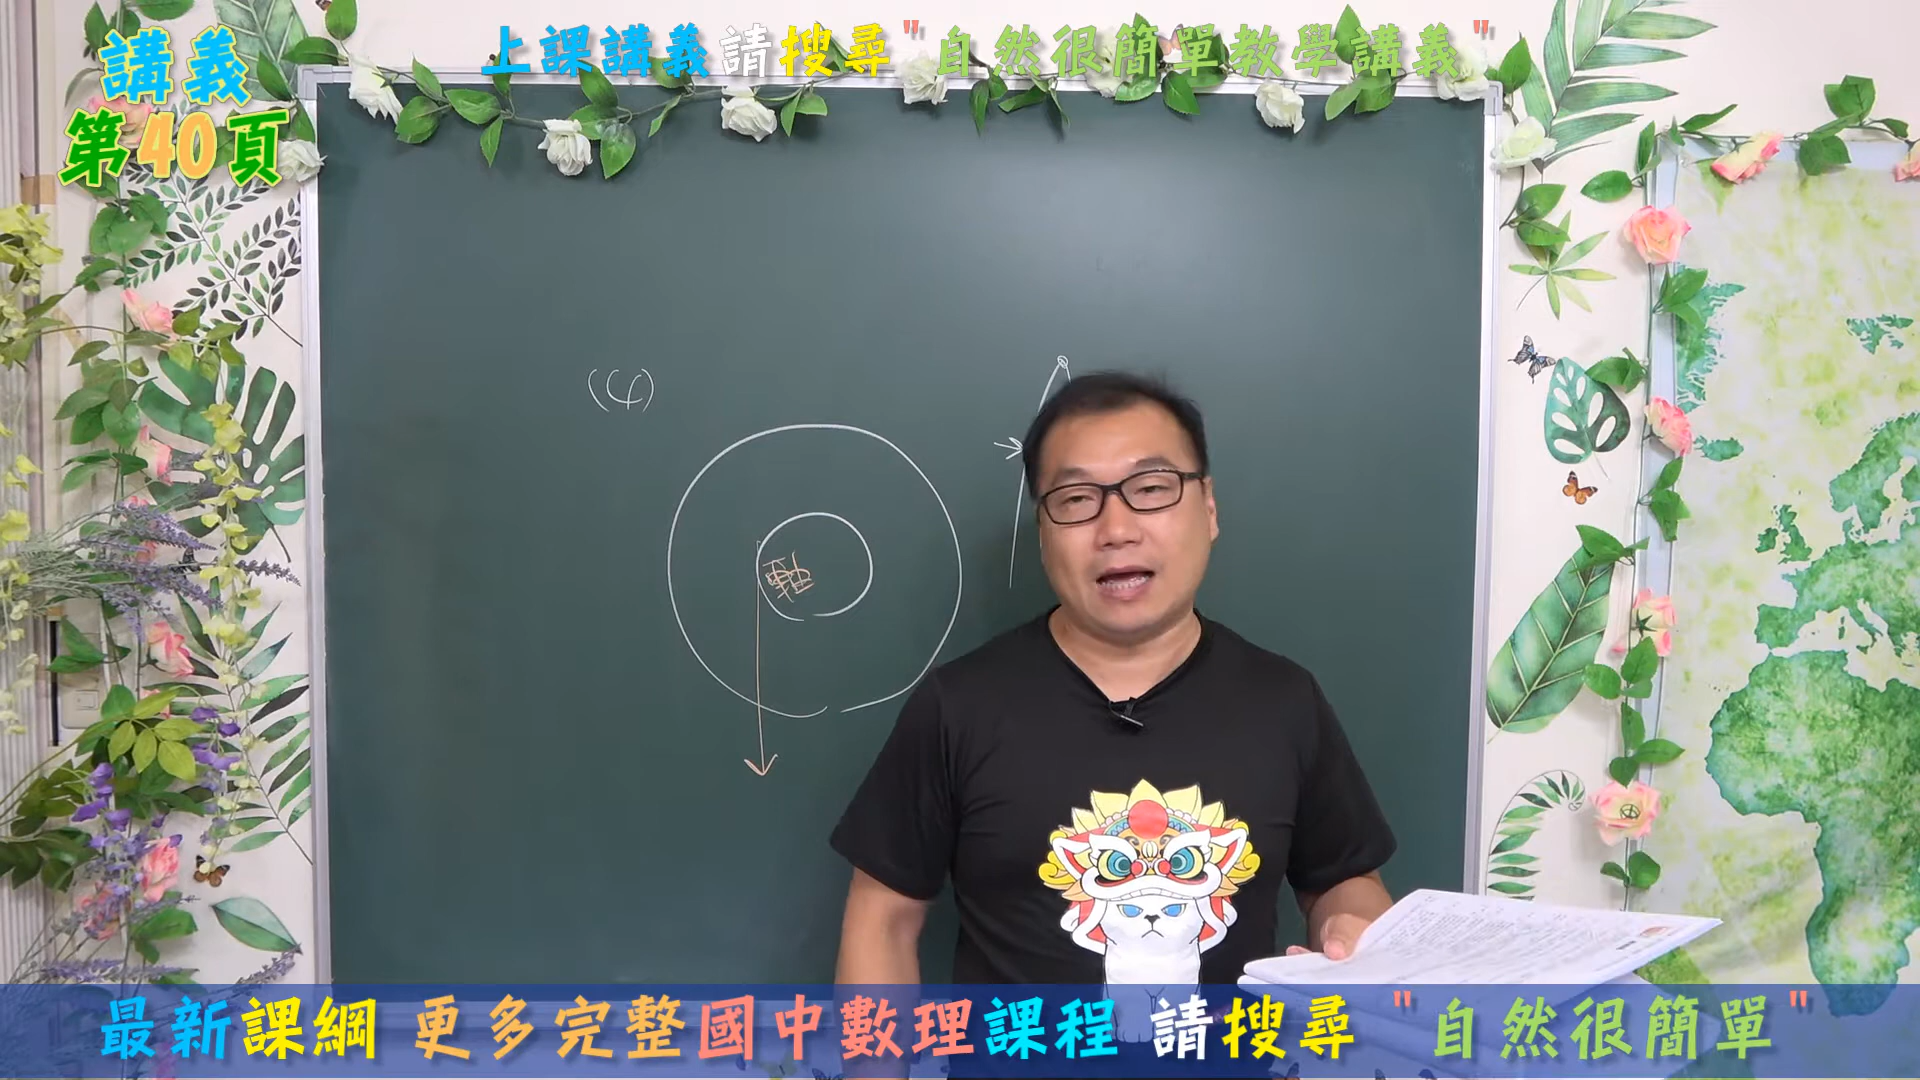 講義
第40頁
上課講義請搜尋"自然很簡單教學講義"
(4)
軸
最新課綱 更多完整國中數理課程 請搜尋 "自然很簡單"